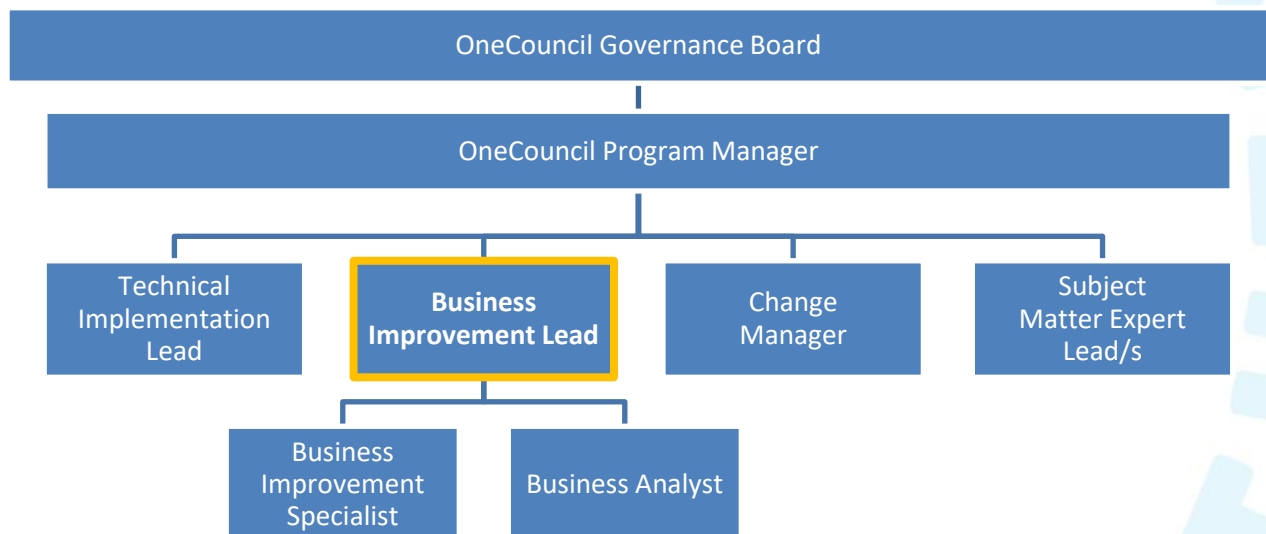 OneCouncil Governance Board
OneCouncil Program Manager
Technical
Implementation
Lead
Business
Improvement Lead
Change
Manager
Subject
Matter Expert
Lead/s
Business
Improvement
Specialist
Business Analyst